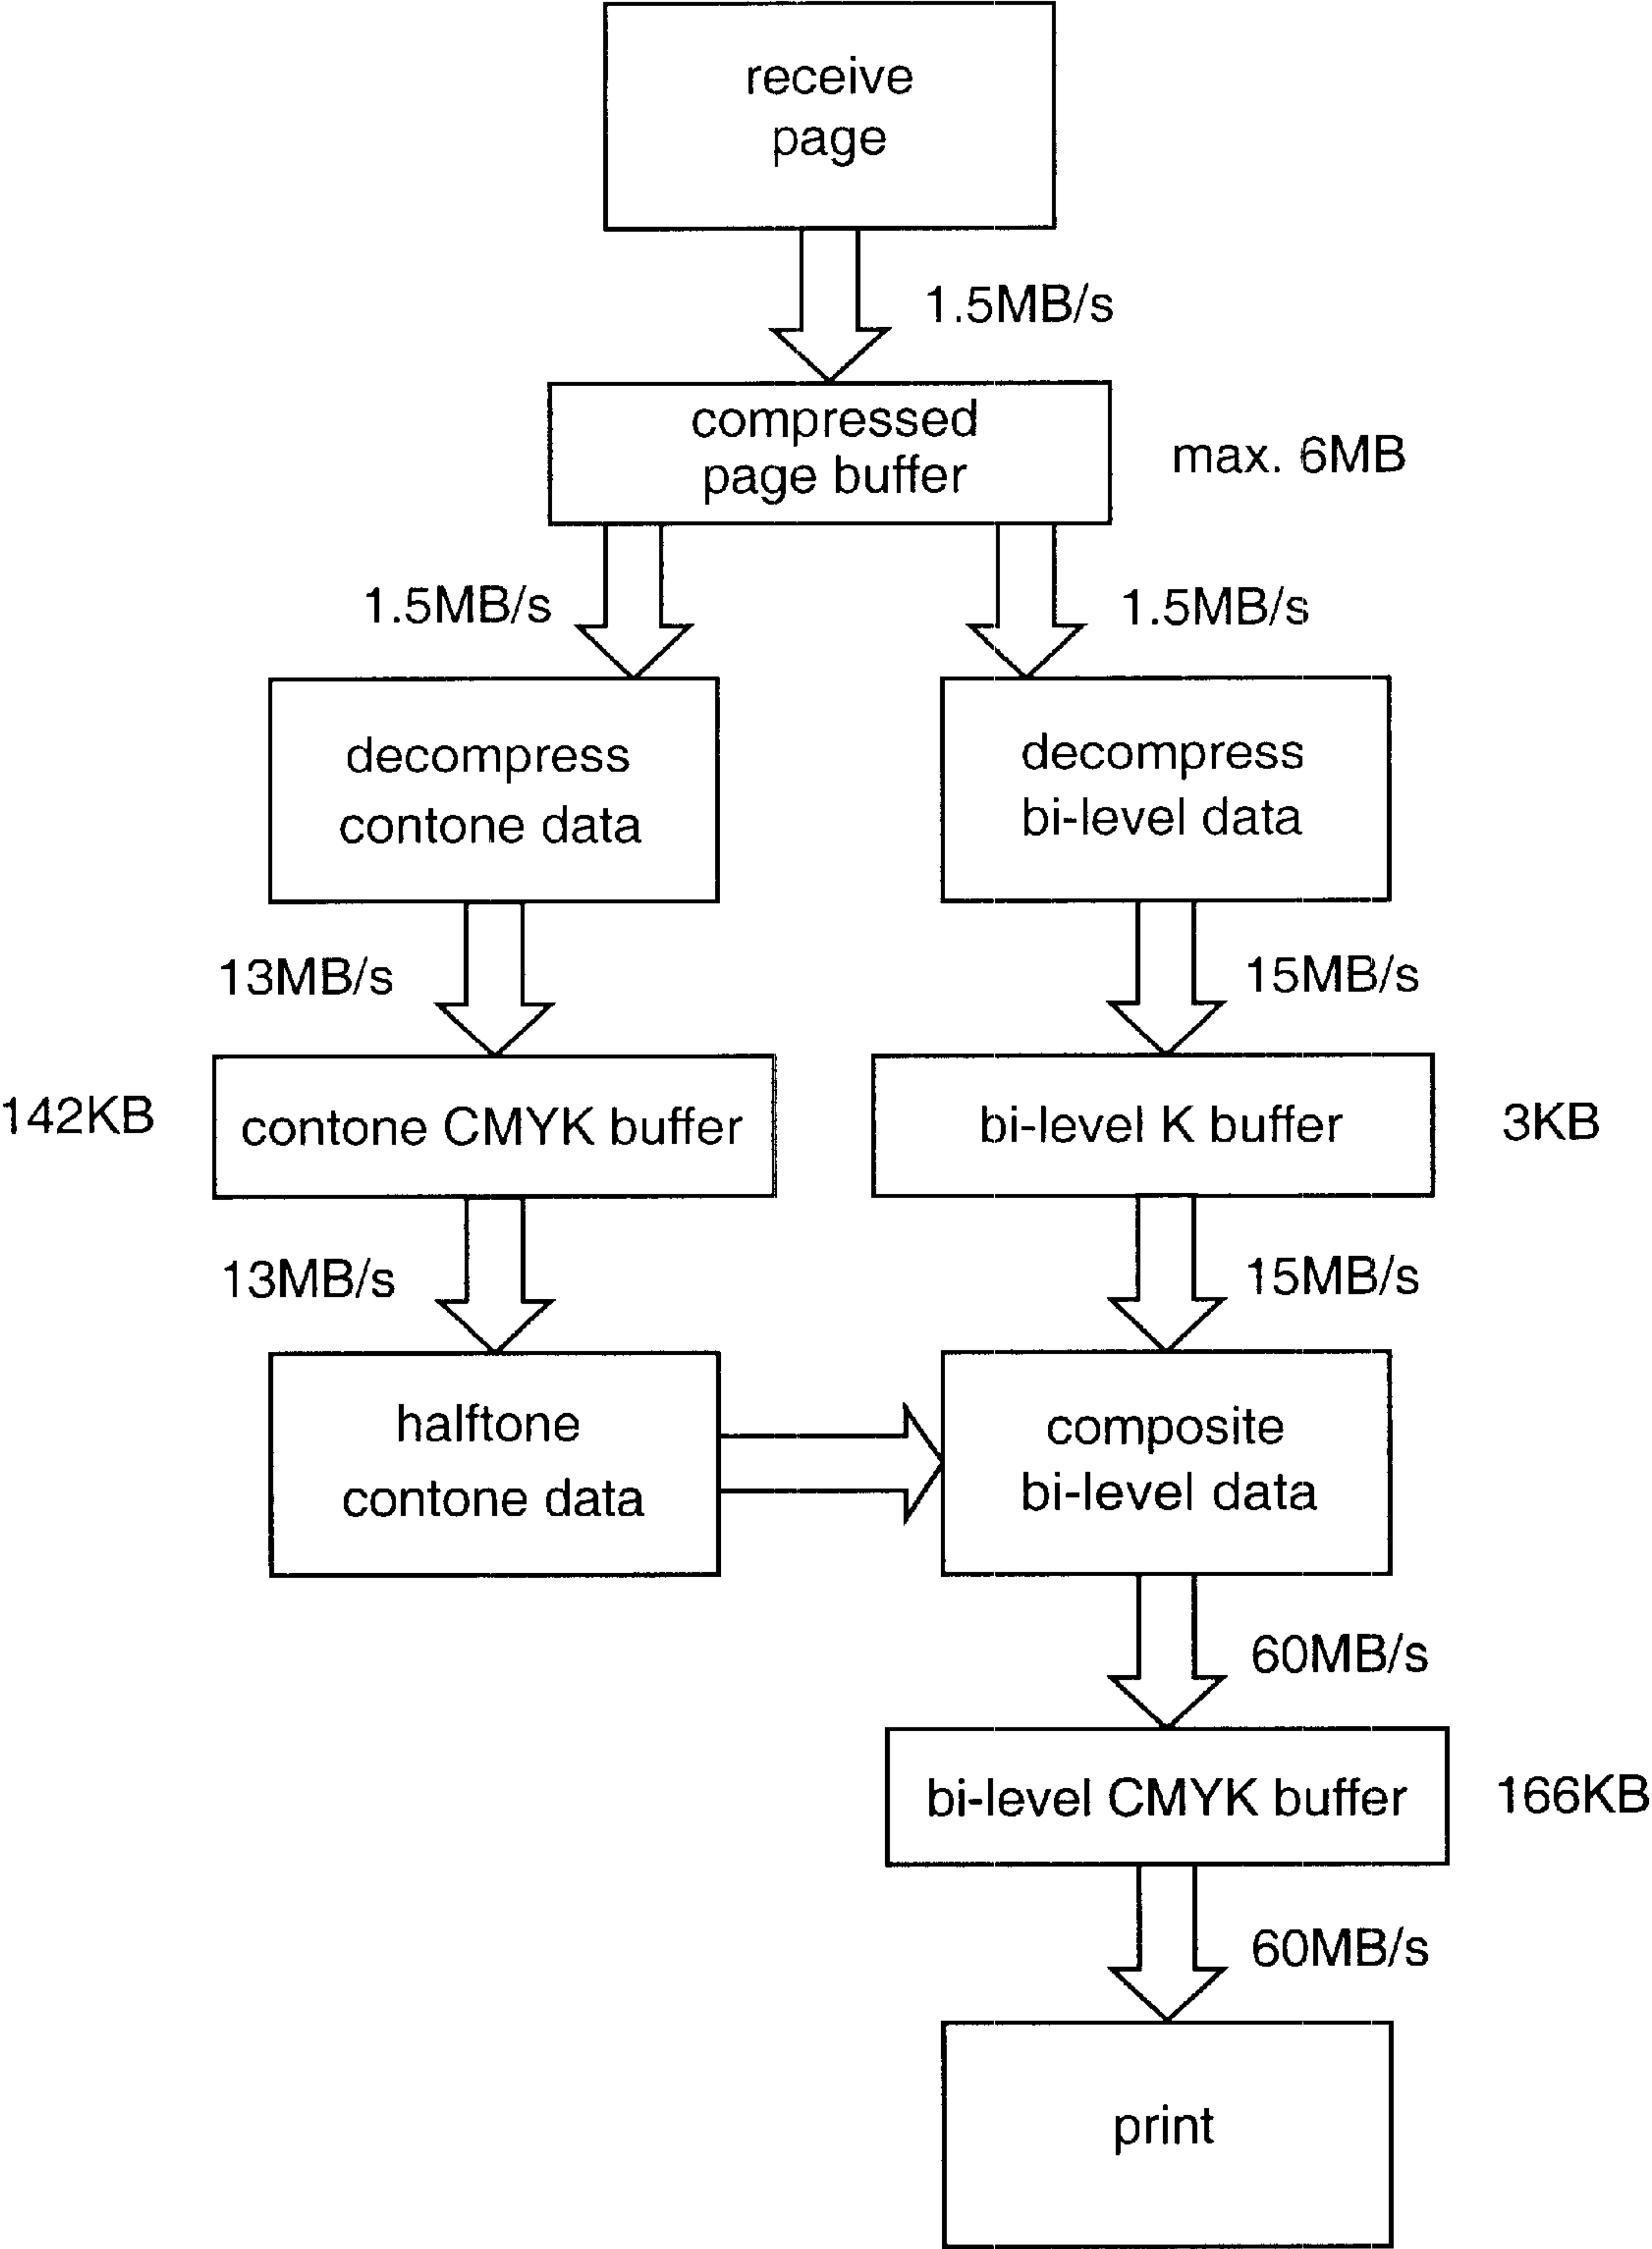 receive
page
1.5MB/s
compressed
page buffer
max. 6MB
1.5MB/s
1.5MB/s
decompress
contone data
decompress
bi-level data
13MB/s
15MB/s
142KB
contone CMYK buffer
bi-level K buffer
3KB
13MB/s
15MB/s
halftone
contone data
composite
bi-level data
60MB/s
bi-level CMYK buffer
166KB
60MB/s
print